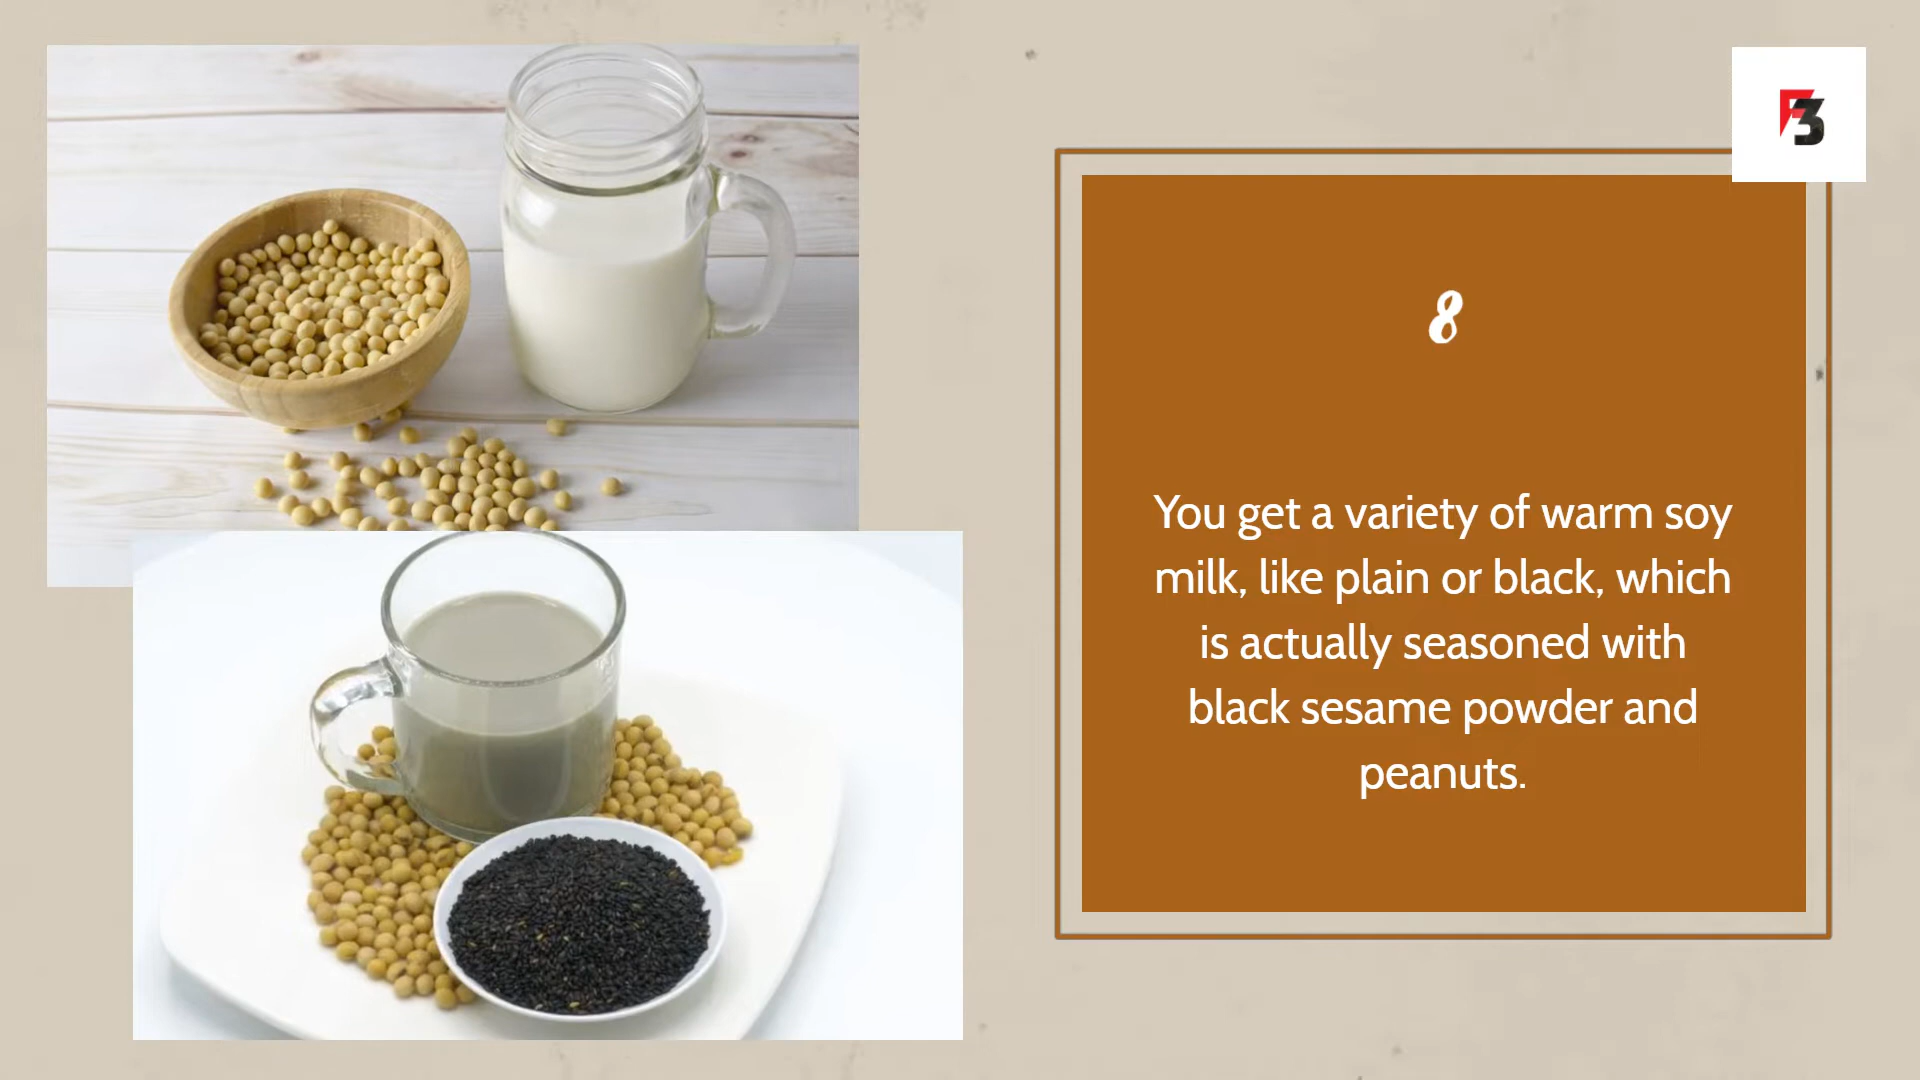 F3
8
You get a variety of warm soy
milk, like plain or black, which
is actually seasoned with
black sesame powder and
peanuts.